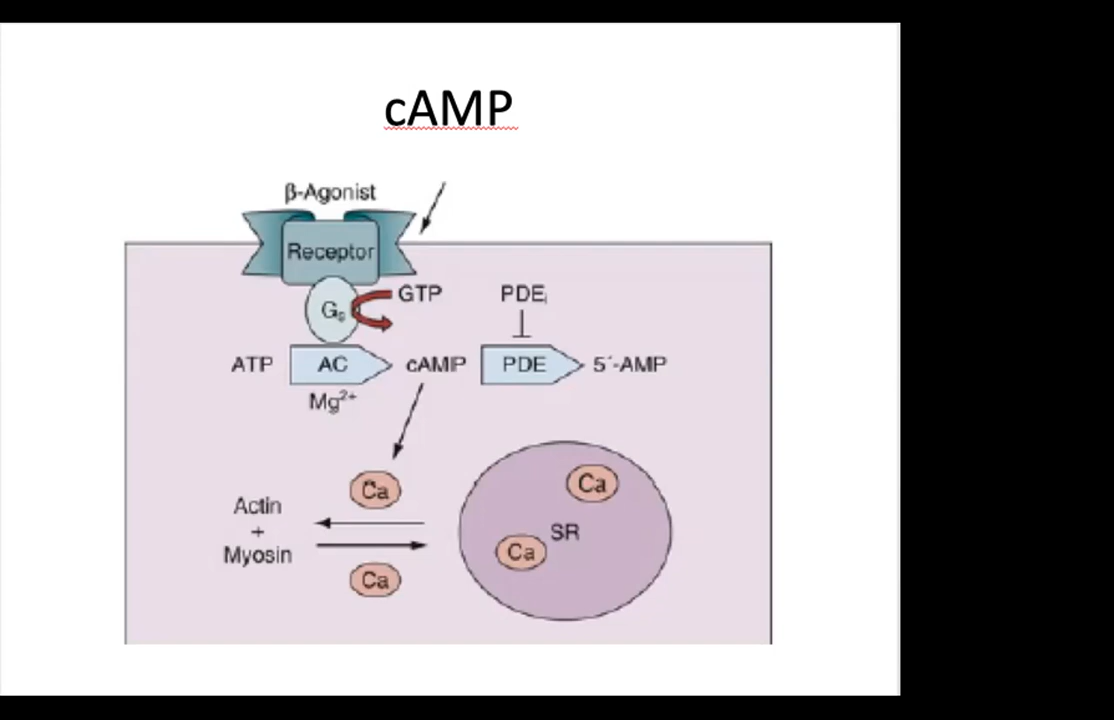 cAMP
β-Agonist
Receptor
Gs
GTP
PDEi
ATP
AC
cAMP
PDE
5´-AMP
Mg2+
Ca
Ca
Actin
+
Myosin
SR
Ca
Ca